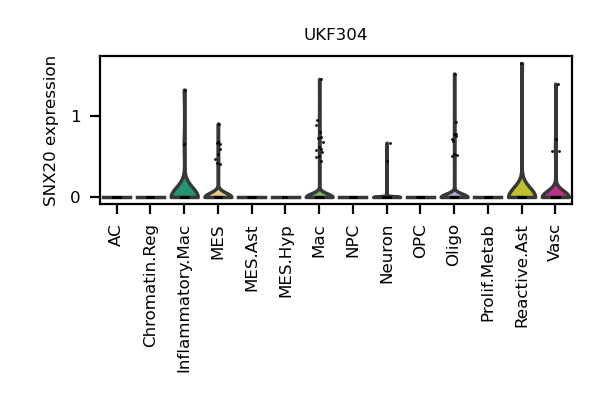 UKF304
SNX20 expression
1
0
AC
Chromatin.Reg
Inflammatory.Mac
MES
MES.Ast
MES.Hyp
Mac
NPC
Neuron
OPC
Oligo
Prolif.Metab
Reactive.Ast
Vasc